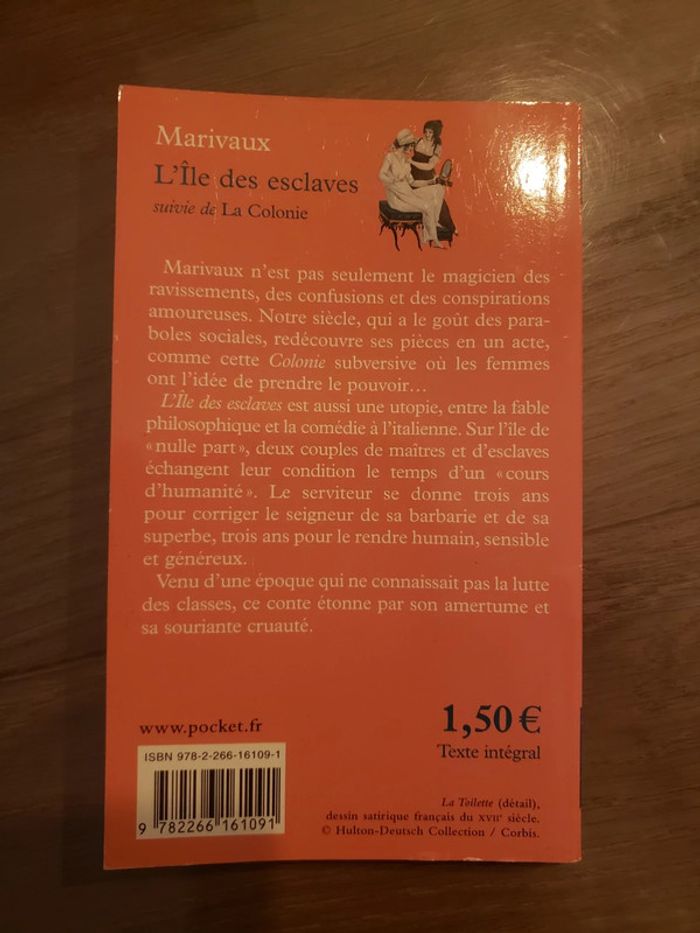 Marivaux
L'Île des esclaves
suivie de La Colonie
Marivaux n'est pas seulement le magicien des
ravissements, des confusions et des conspirations
amoureuses. Notre siècle, qui a le goût des para-
boles sociales, redécouvre ses pièces en un acte,
comme cette Colonie subversive où les femmes
ont l'idée de prendre le pouvoir...
L'Île des esclaves est aussi une utopie, entre la fable
philosophique et la comédie à l'italienne. Sur l'île de
«nulle part», deux couples de maîtres et d'esclaves
échangent leur condition le temps d'un «cours
d'humanité». Le serviteur se donne trois ans
pour corriger le seigneur de sa barbarie et de sa
superbe, trois ans pour le rendre humain, sensible
et généreux.
Venu d'une époque qui ne connaissait pas la lutte
des classes, ce conte étonne par son amertume et
sa souriante cruauté.
www.pocket.fr
1,50 €
Texte intégral
ISBN 978-2-266-16109-1
9 782266 161091
La Toilette (détail),
dessin satirique français du XVIIe siècle.
© Hulton-Deutsch Collection / Corbis.